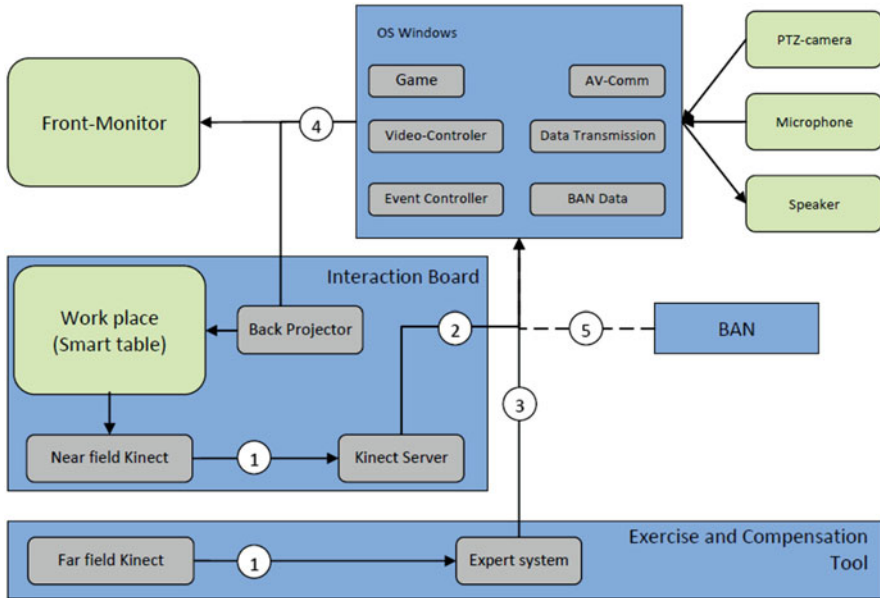 OS Windows
Game
AV-Comm
Video-Controler
Data Transmission
Event Controller
BAN Data
PTZ-camera
Microphone
Speaker
Front-Monitor
4
Interaction Board
Work place
(Smart table)
Back Projector
2
5
BAN
3
Near field Kinect
1
Kinect Server
Exercise and Compensation
Tool
Far field Kinect
1
Expert system